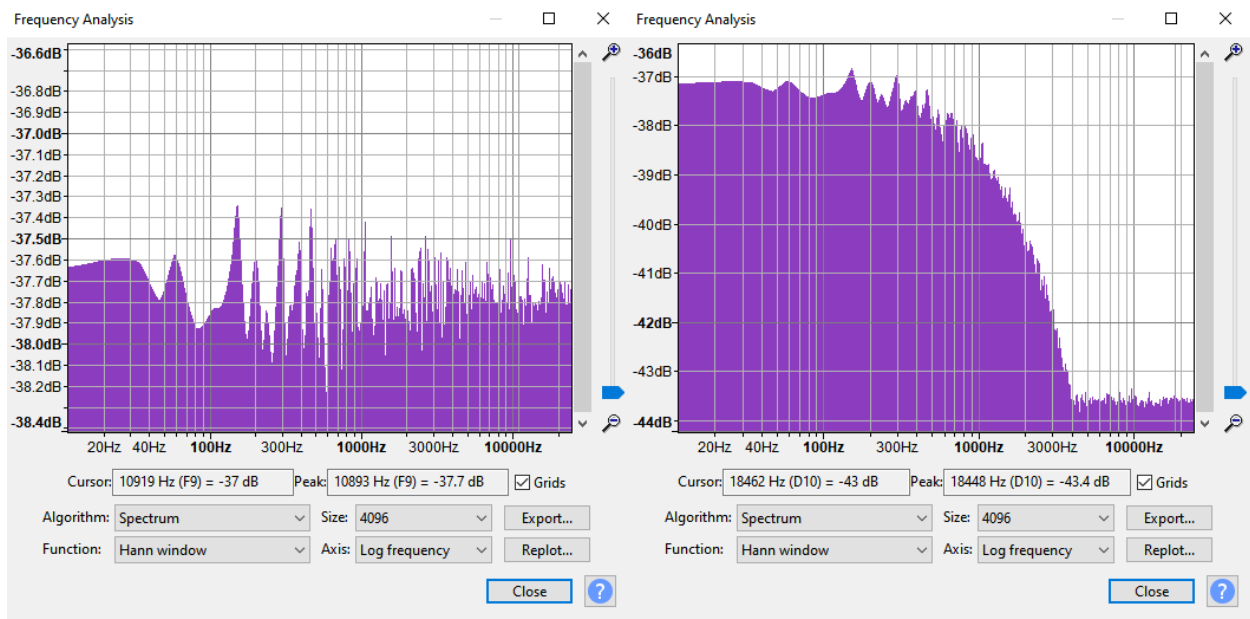 Frequency Analysis
-36.6dB
-36.8dB
-36.9dB
-37.0dB
-37.1dB
-37.2dB
-37.3dB
-37.4dB
-37.5dB
-37.6dB
-37.7dB
-37.8dB
-37.9dB
-38.0dB
-38.1dB
-38.2dB
-38.4dB
20Hz 40Hz 100Hz 300Hz 1000Hz 3000Hz 10000Hz
Cursor: 10919 Hz (F9) = -37 dB Peak: 10893 Hz (F9) = -37.7 dB Grids
Algorithm: Spectrum Size: 4096 Export...
Function: Hann window Axis: Log frequency Replot...
Close ?
Frequency Analysis
-36dB
-37dB
-38dB
-39dB
-40dB
-41dB
-42dB
-43dB
-44dB
20Hz 40Hz 100Hz 300Hz 1000Hz 3000Hz 10000Hz
Cursor: 18462 Hz (D10) = -43 dB Peak: 18448 Hz (D10) = -43.4 dB Grids
Algorithm: Spectrum Size: 4096 Export...
Function: Hann window Axis: Log frequency Replot...
Close ?